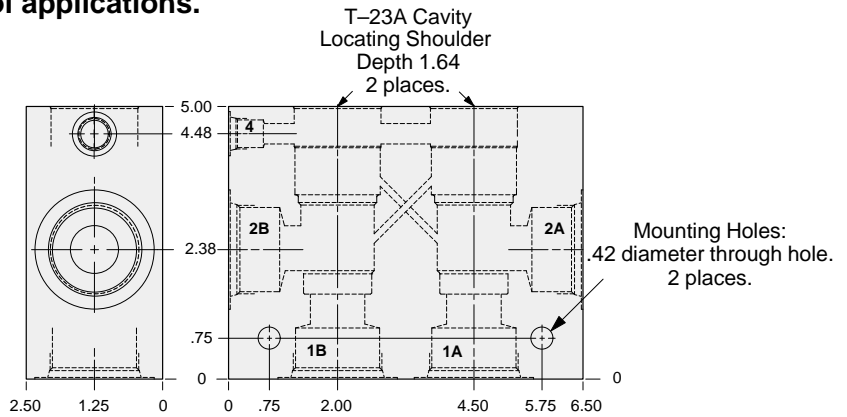 of applications.
T–23A Cavity
Locating Shoulder
Depth 1.64
2 places.
5.00
4.48
4
2B
2A
2.38
Mounting Holes:
.42 diameter through hole.
2 places.
.75
1B
1A
0
0
2.50
1.25
0
0
.75
2.00
4.50
5.75
6.50